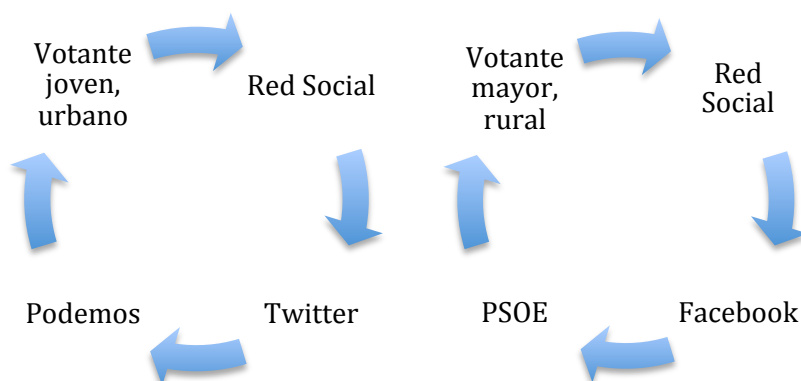 Votante
joven,
urbano
Red Social
Twitter
Podemos
Votante
mayor,
rural
Red
Social
Facebook
PSOE